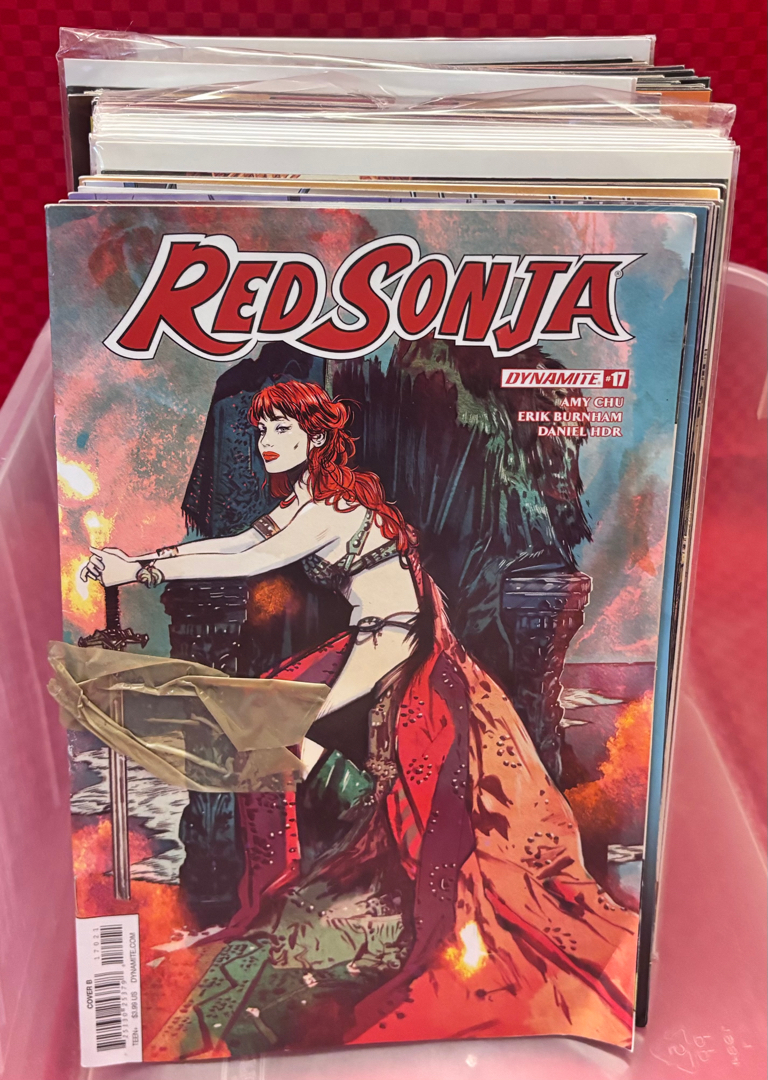 RED SONJA
DYNAMITE. #17
AMY CHU
ERIK BURNHAM
DANIEL HDR
COVER B
TEEN+ $3.99 US DYNAMITE.COM